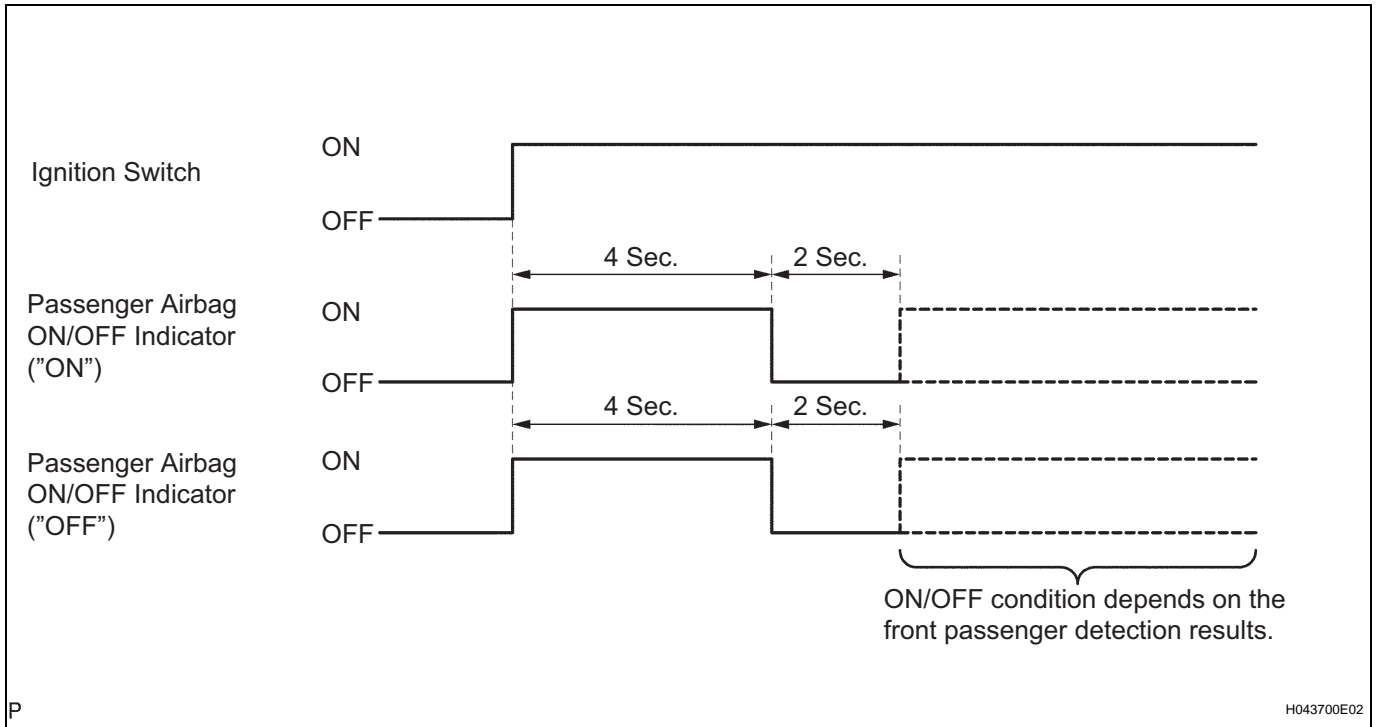 Ignition Switch
ON
OFF
4 Sec.
2 Sec.
Passenger Airbag
ON/OFF Indicator
(”ON”)
ON
OFF
4 Sec.
2 Sec.
Passenger Airbag
ON/OFF Indicator
(”OFF”)
ON
OFF
ON/OFF condition depends on the
front passenger detection results.
P
H043700E02